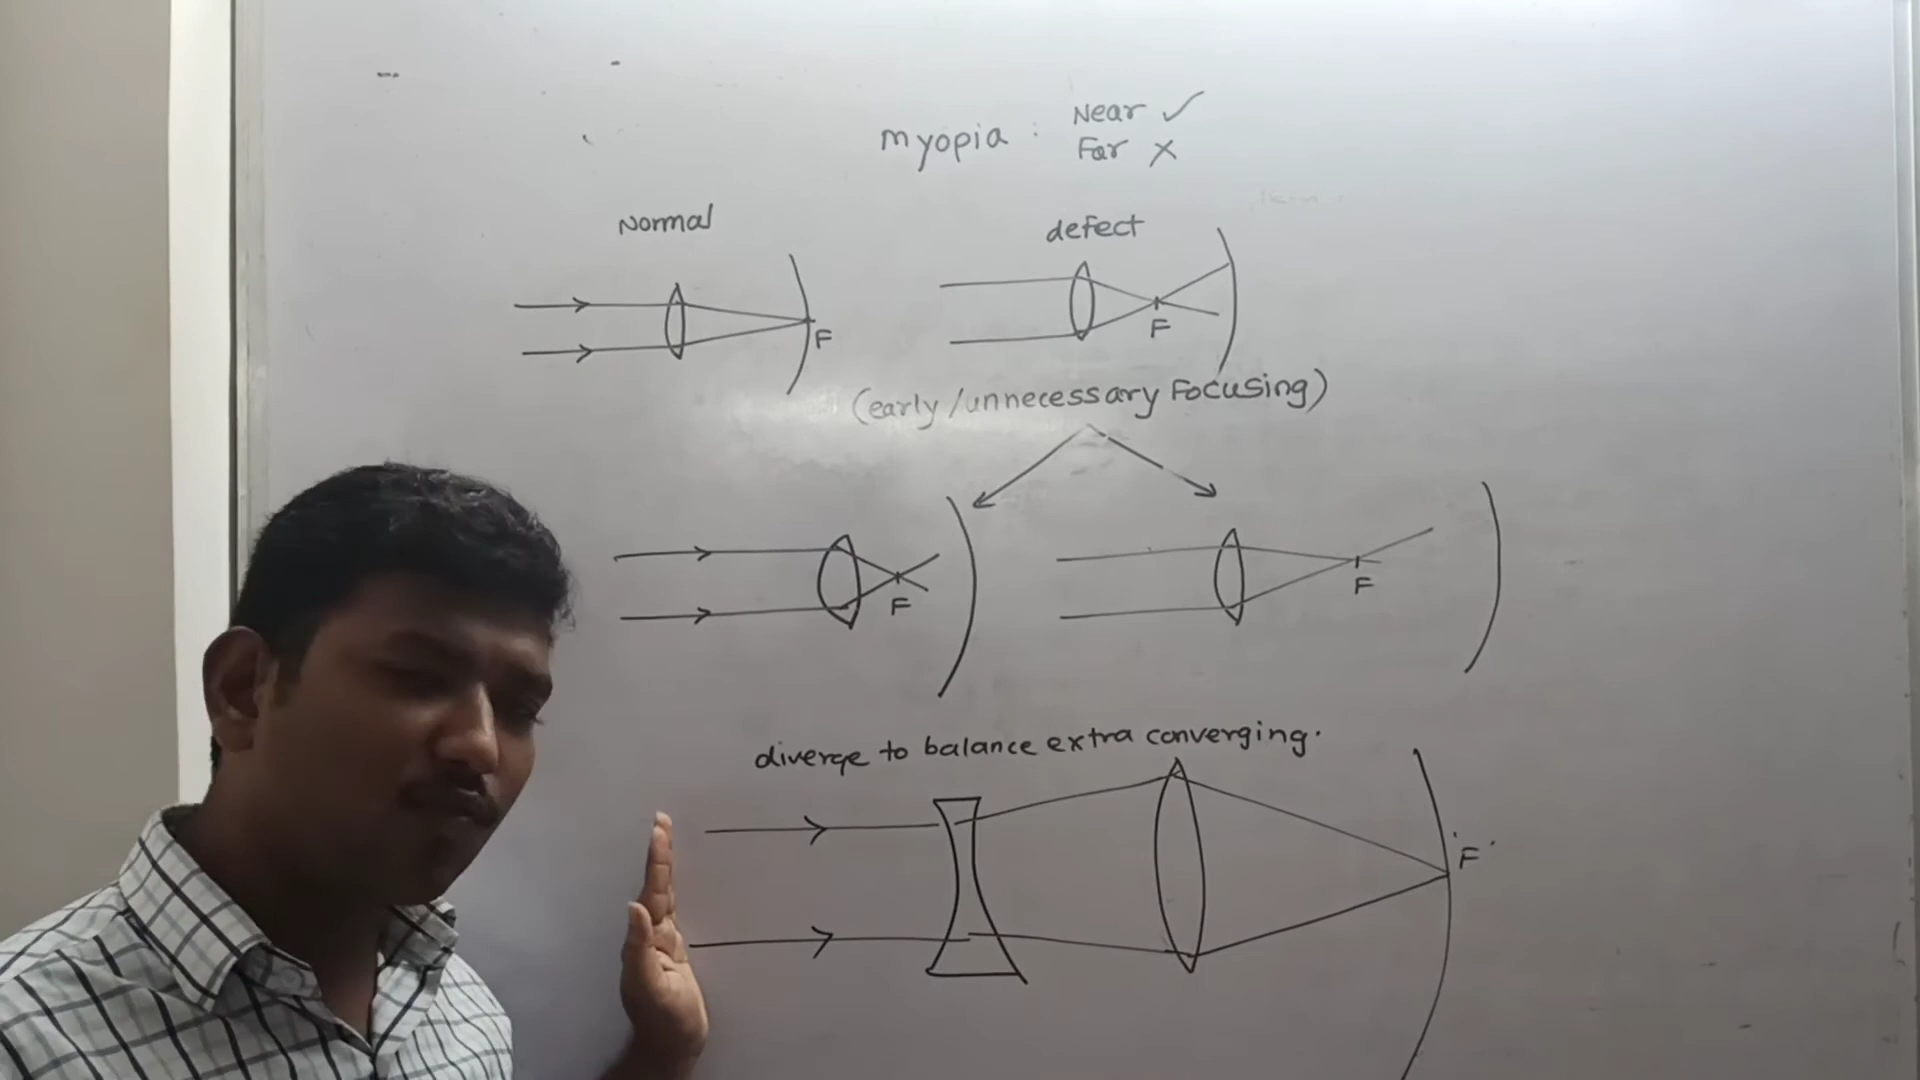 myopia : Near ✓
Far ✗
Normal
defect
F
F
(early/unnecessary Focusing)
F
F
diverge to balance extra converging.
F